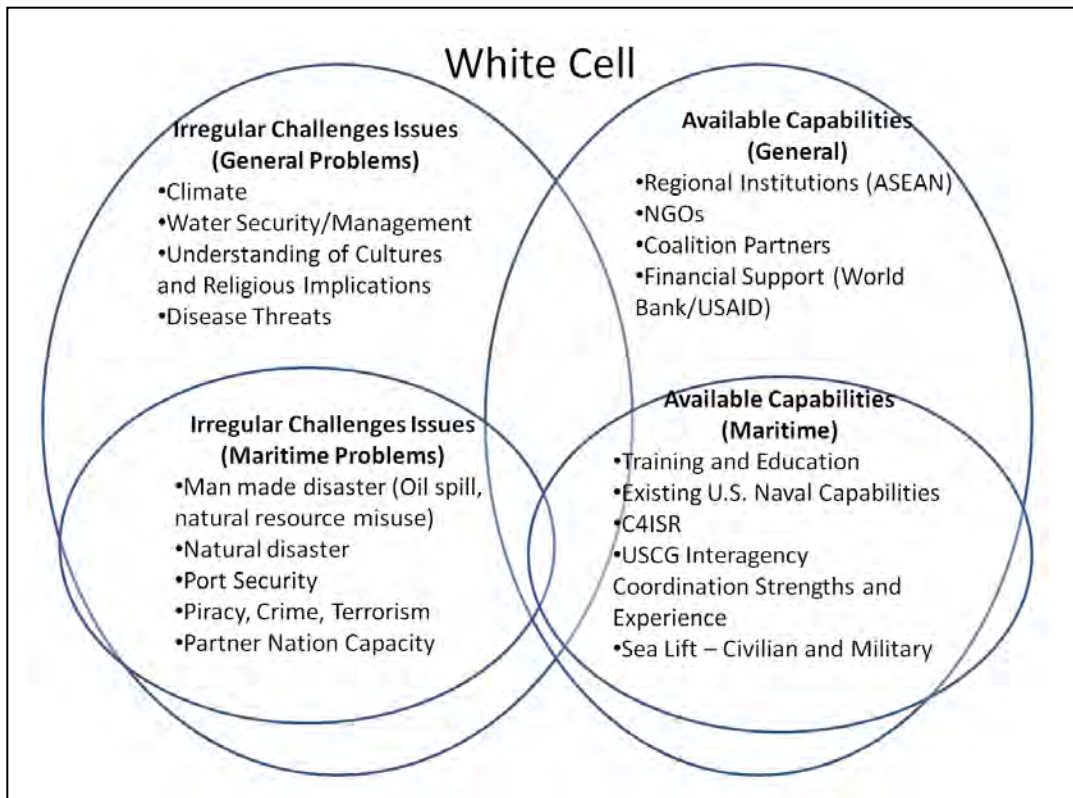 White Cell
Irregular Challenges Issues
(General Problems)
•Climate
•Water Security/Management
•Understanding of Cultures
and Religious Implications
•Disease Threats
Available Capabilities
(General)
•Regional Institutions (ASEAN)
•NGOs
•Coalition Partners
•Financial Support (World
Bank/USAID)
Irregular Challenges Issues
(Maritime Problems)
•Man made disaster (Oil spill,
natural resource misuse)
•Natural disaster
•Port Security
•Piracy, Crime, Terrorism
•Partner Nation Capacity
Available Capabilities
(Maritime)
•Training and Education
•Existing U.S. Naval Capabilities
•C4ISR
•USCG Interagency
Coordination Strengths and
Experience
•Sea Lift – Civilian and Military